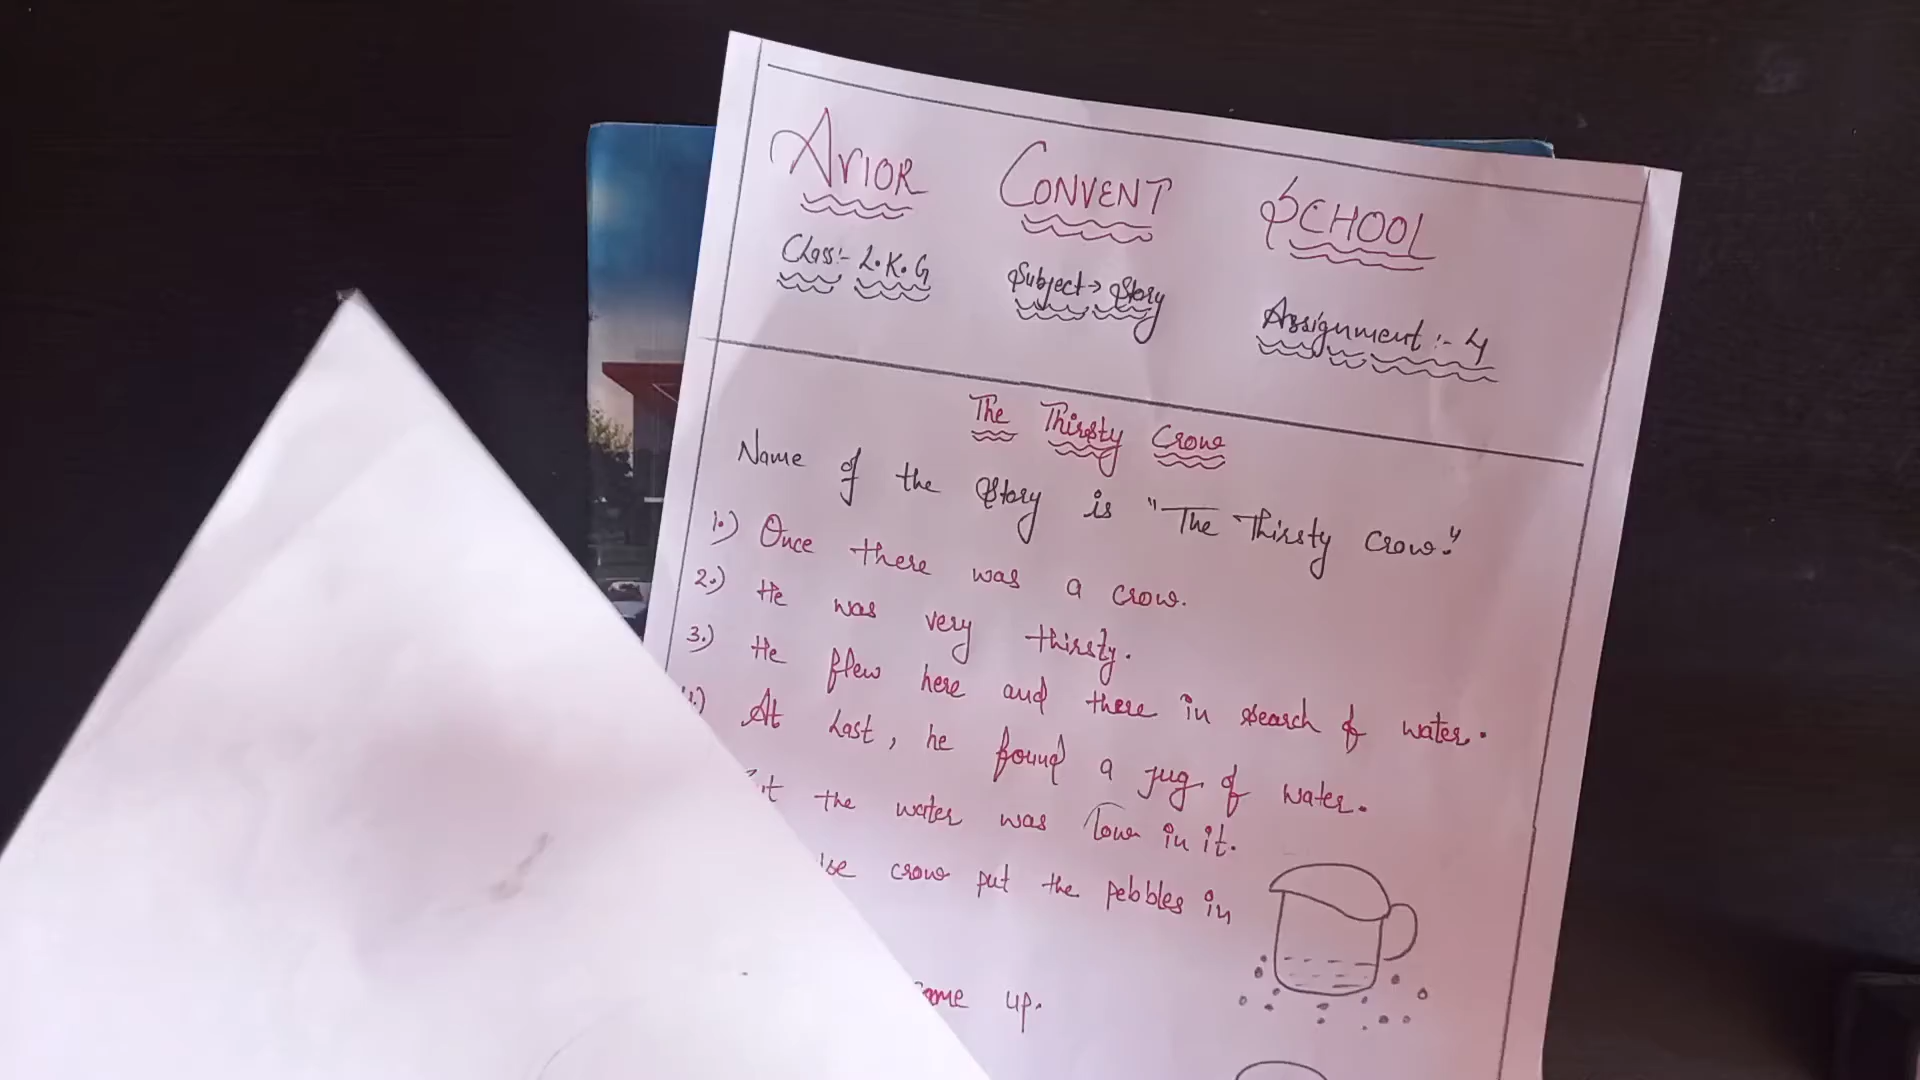 AVIOR CONVENT SCHOOL
Class:- L.K.G Subject→ Story Assignment:- 4
The Thirsty Crow
Name of the Story is "The Thirsty Crow."
1.) Once there was a crow.
2.) He was very thirsty.
3.) He flew here and there in search of water.
At Last, he found a jug of water.
the water was low in it.
crow put the pebbles in
up.